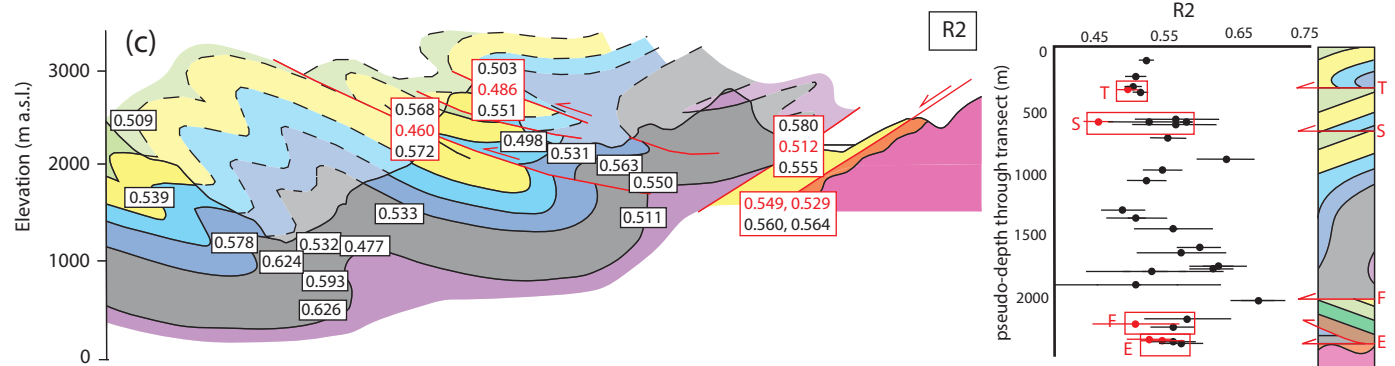 (c)
R2
Elevation (m a.s.l.)
3000
2000
1000
0
0.509
0.539
0.568
0.460
0.572
0.503
0.486
0.551
0.498
0.531
0.563
0.550
0.511
0.533
0.578
0.532
0.477
0.624
0.593
0.626
0.580
0.512
0.555
0.549, 0.529
0.560, 0.564
R2
0.45
0.55
0.65
0.75
pseudo-depth through transect (m)
0
500
1000
1500
2000
T
S
F
E
T
S
F
E